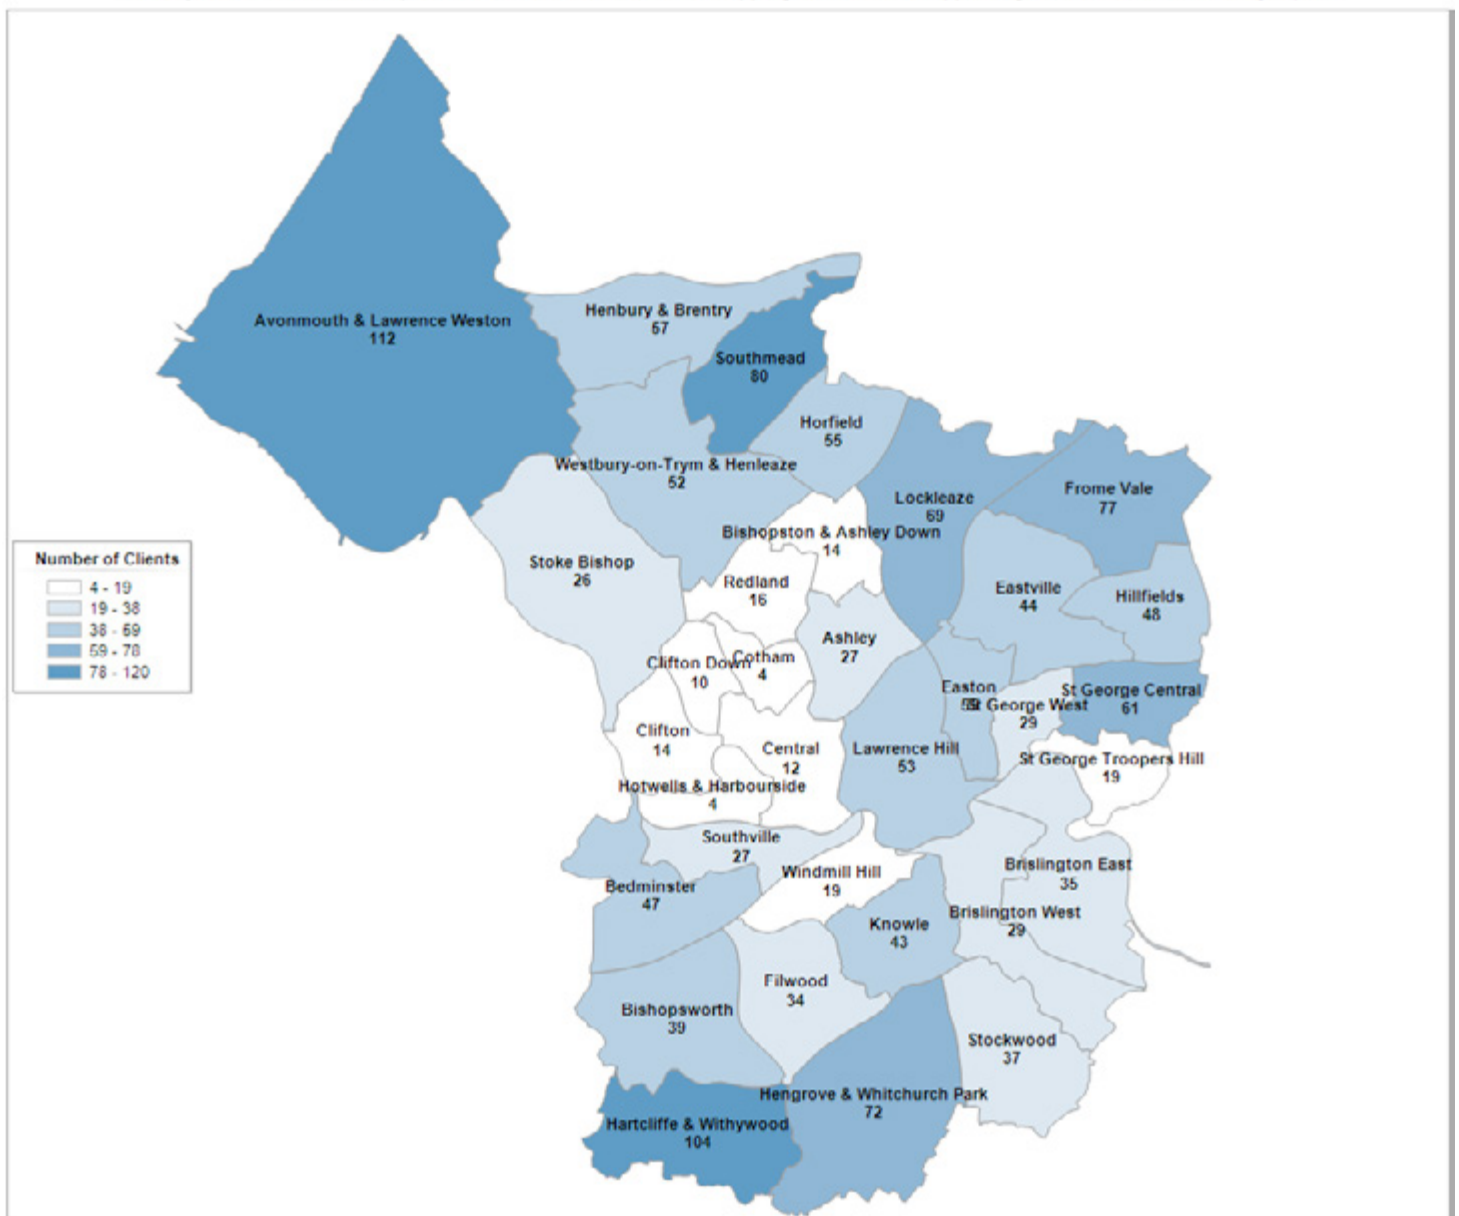 Avonmouth & Lawrence Weston
112
Henbury & Brentry
57
Southmead
80
Horfield
55
Westbury-on-Trym & Henleaze
52
Lockleaze
69
Frome Vale
77
Bishopston & Ashley Down
14
Stoke Bishop
26
Redland
16
Eastville
44
Hillfields
48
Ashley
27
Clifton Down
10
Cotham
4
Easton
St George West
29
St George Central
61
Clifton
14
Central
12
Lawrence Hill
53
St George Troopers Hill
19
Hotwells & Harbourside
4
Southville
27
Windmill Hill
19
Brislington East
35
Bedminster
47
Brislington West
29
Knowle
43
Filwood
34
Bishopsworth
39
Stockwood
37
Hengrove & Whitchurch Park
72
Hartcliffe & Withywood
104
Number of Clients
4 - 19
19 - 38
38 - 59
59 - 78
78 - 120